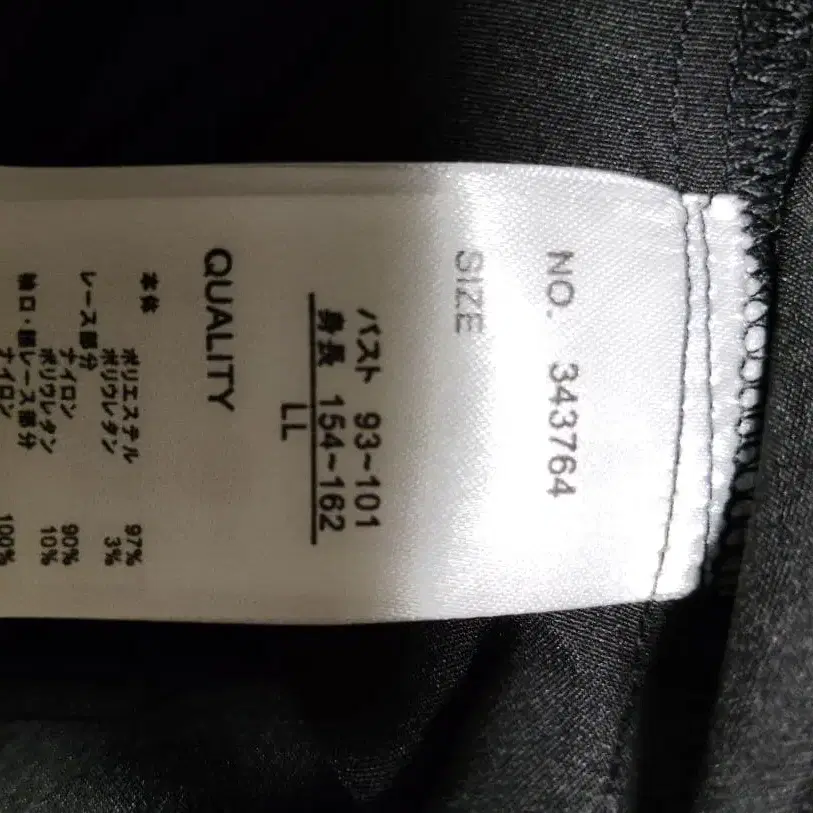 NO. 343764
SIZE
バスト 93~101
身長 154~162
LL
QUALITY
本体
ポリエステル 97%
ポリウレタン 3%
レース部分
ナイロン 90%
ポリウレタン 10%
袖口・裾レース部分
ナイロン 100%